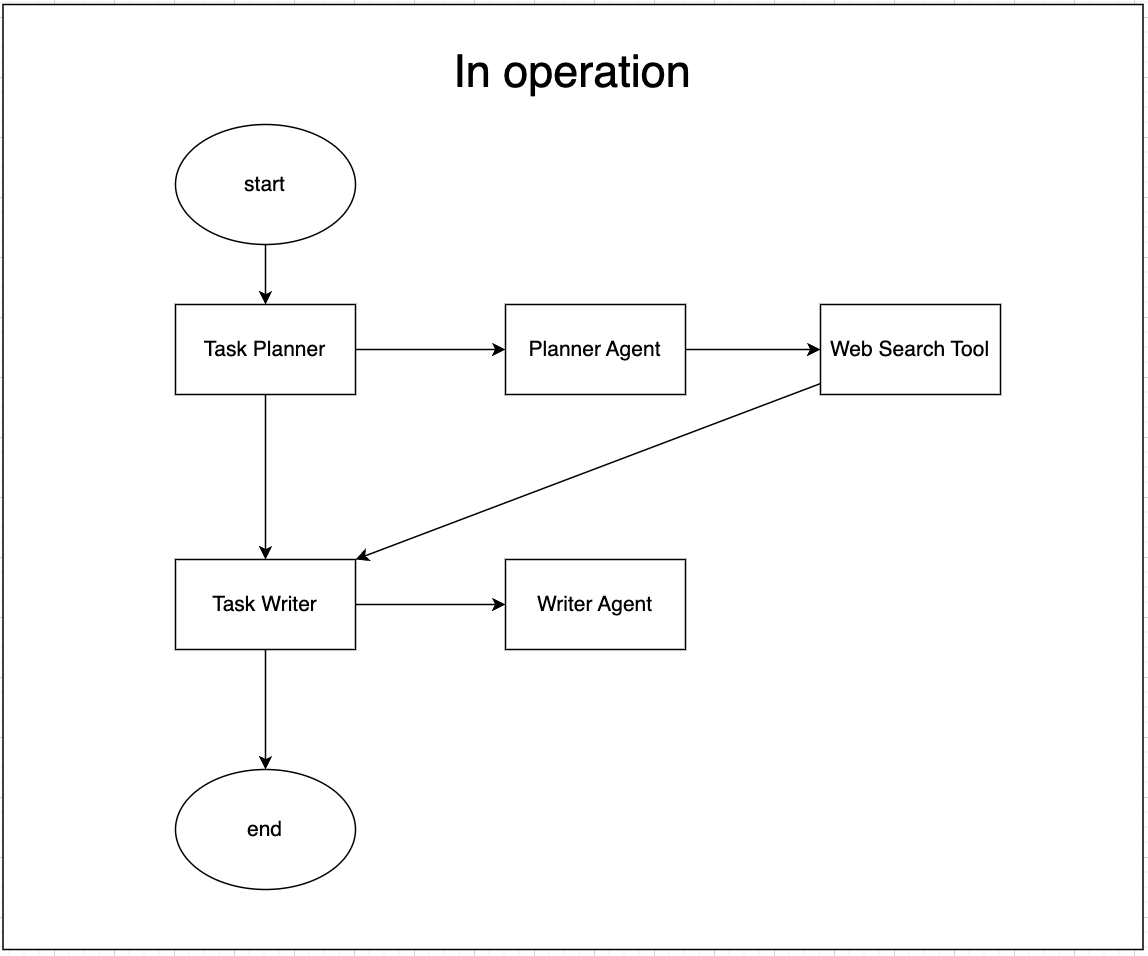 In operation
start
Task Planner
Planner Agent
Web Search Tool
Task Writer
Writer Agent
end